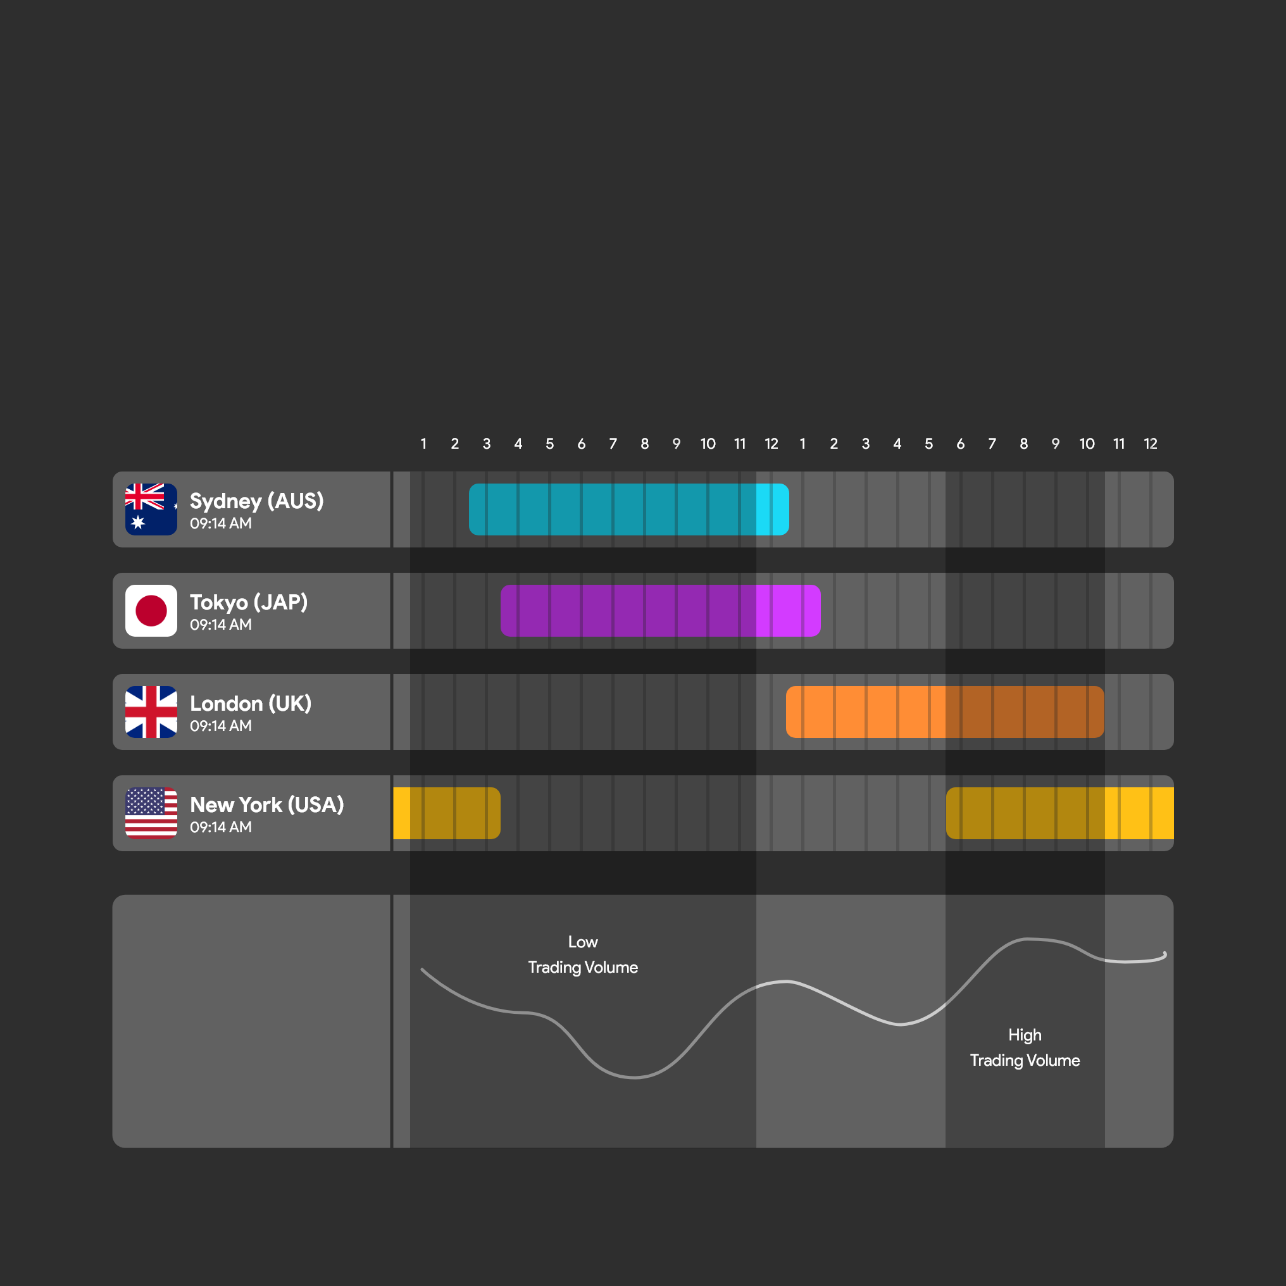 1 2 3 4 5 6 7 8 9 10 11 12 1 2 3 4 5 6 7 8 9 10 11 12
Sydney (AUS)
09:14 AM
Tokyo (JAP)
09:14 AM
London (UK)
09:14 AM
New York (USA)
09:14 AM
Low
Trading Volume
High
Trading Volume